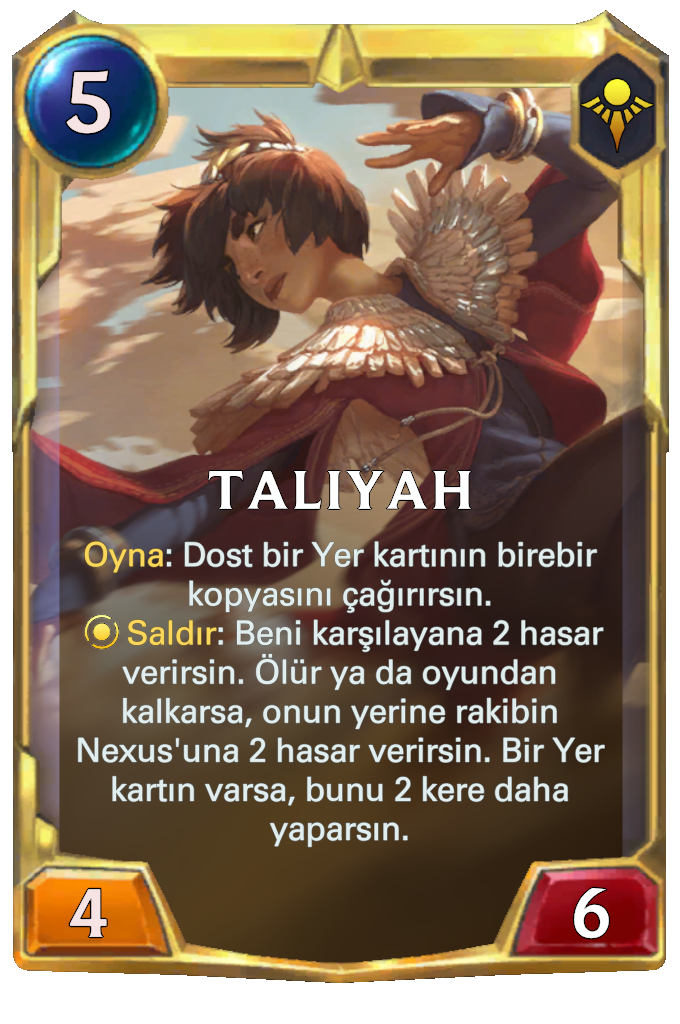 5
TALIYAH
Oyna: Dost bir Yer kartının birebir
kopyasını çağırırsın.
Saldır: Beni karşılayana 2 hasar
verirsin. Ölür ya da oyundan
kalkarsa, onun yerine rakibin
Nexus'una 2 hasar verirsin. Bir Yer
kartın varsa, bunu 2 kere daha
yaparsın.
4
6